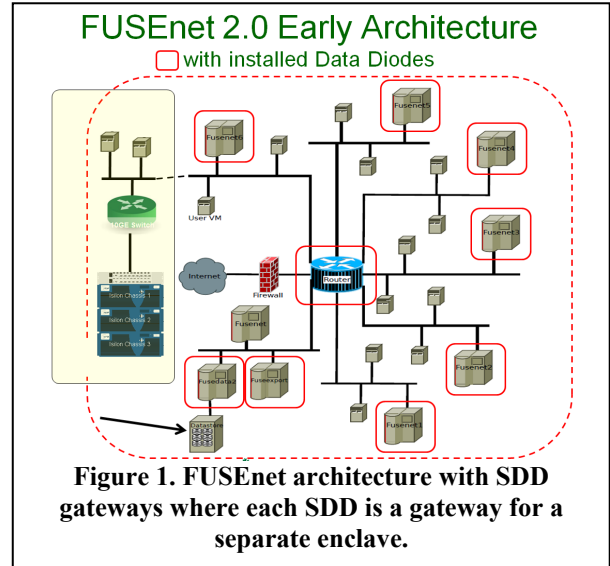 FUSEnet 2.0 Early Architecture
with installed Data Diodes
Fusenet5
Fusenet6
Fusenet4
User VM
10GE Switch
Fusenet3
Internet
Firewall
Router
Isilon Chassis 1
Isilon Chassis 2
Isilon Chassis 3
Fusenet
Fusenet2
Fusedata2
Fuseexport
Datastore
Fusenet1
Figure 1. FUSEnet architecture with SDD
gateways where each SDD is a gateway for a
separate enclave.